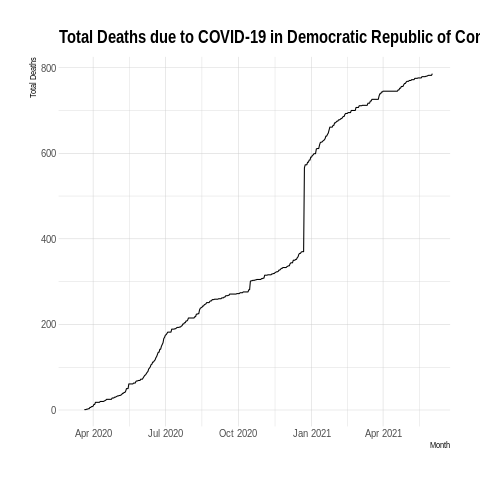 Total Deaths due to COVID-19 in Democratic Republic of
Total Deaths
800
600
400
200
0
Apr 2020 Jul 2020 Oct 2020 Jan 2021 Apr 2021
Month